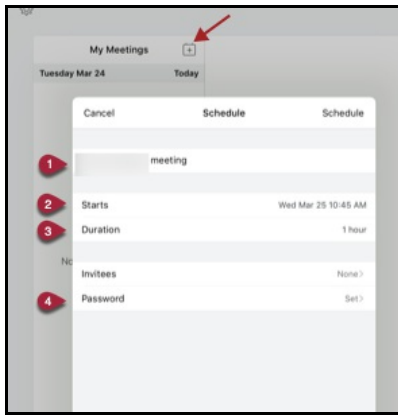 My Meetings
Tuesday Mar 24 Today
Cancel Schedule Schedule
1 meeting
2 Starts Wed Mar 25 10:45 AM
3 Duration 1 hour
No
Invitees None>
4 Password Set>